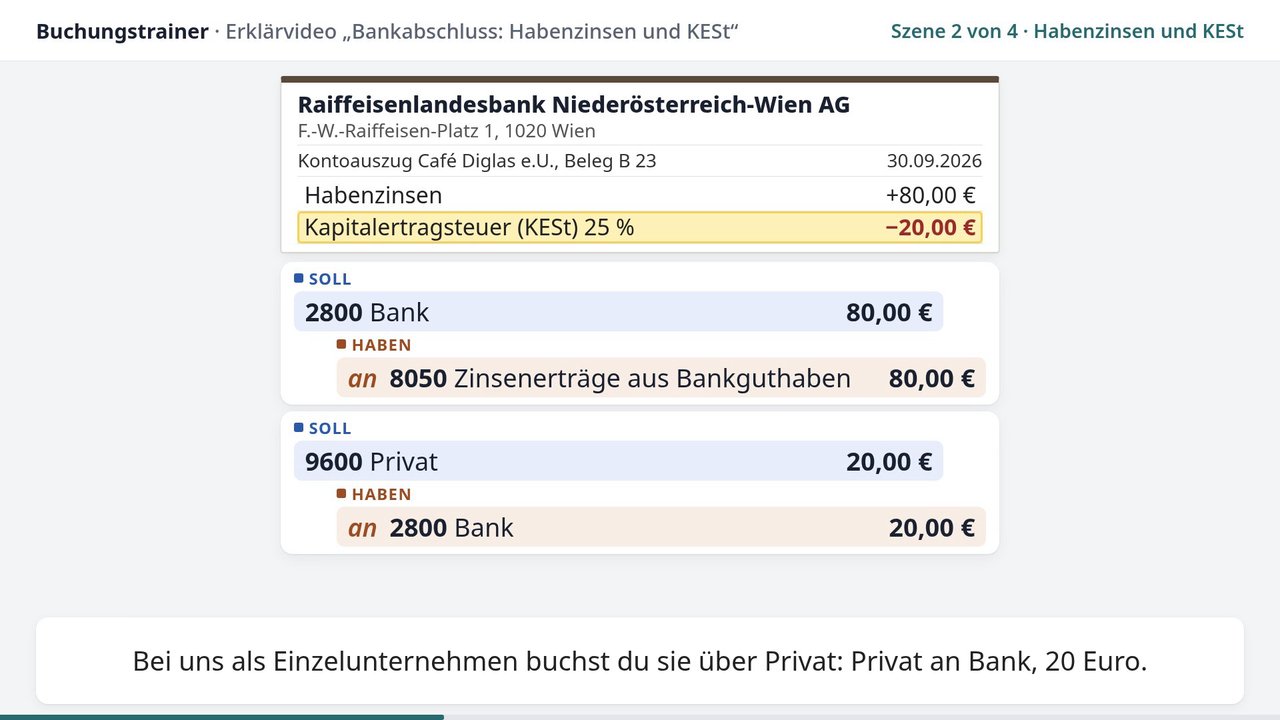 Buchungstrainer · Erklärvideo „Bankabschluss: Habenzinsen und KESt“
Szene 2 von 4 · Habenzinsen und KESt
Raiffeisenlandesbank Niederösterreich-Wien AG
F.-W.-Raiffeisen-Platz 1, 1020 Wien
Kontoauszug Café Diglas e.U., Beleg B 23 30.09.2026
Habenzinsen +80,00 €
Kapitalertragsteuer (KESt) 25 % −20,00 €
SOLL
2800 Bank 80,00 €
HABEN
an 8050 Zinsenerträge aus Bankguthaben 80,00 €
SOLL
9600 Privat 20,00 €
HABEN
an 2800 Bank 20,00 €
Bei uns als Einzelunternehmen buchst du sie über Privat: Privat an Bank, 20 Euro.